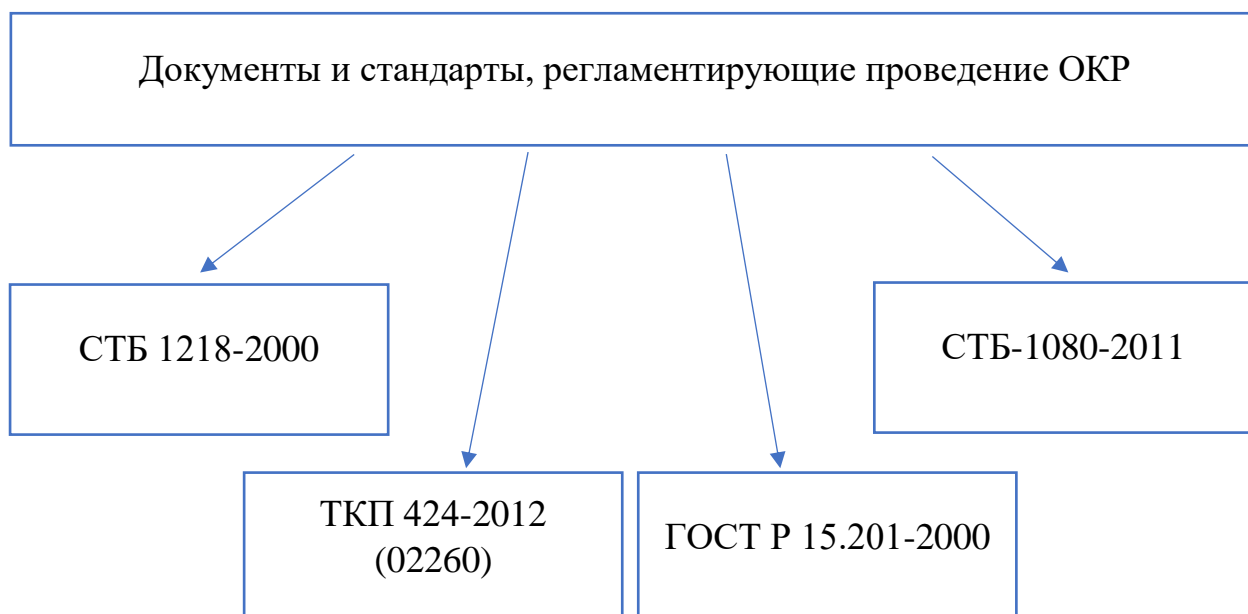 Документы и стандарты, регламентирующие проведение ОКР
СТБ 1218-2000
СТБ-1080-2011
ТКП 424-2012
(02260)
ГОСТ Р 15.201-2000